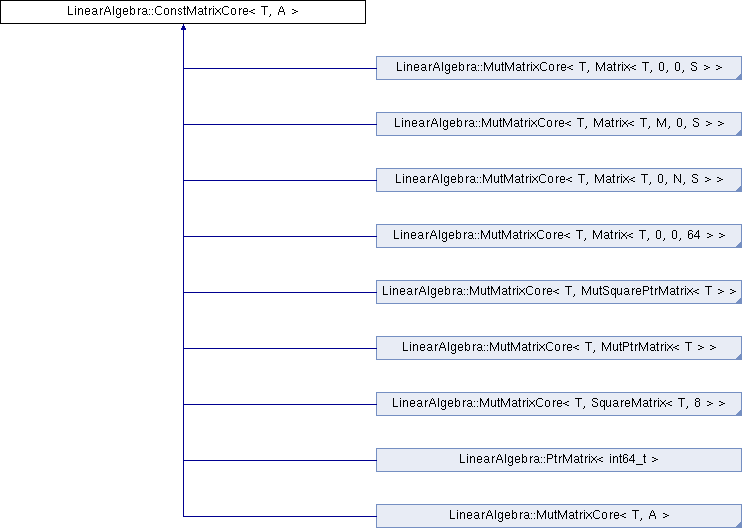 LinearAlgebra::ConstMatrixCore< T, A >
LinearAlgebra::MutMatrixCore< T, Matrix< T, 0, 0, S > >
LinearAlgebra::MutMatrixCore< T, Matrix< T, M, 0, S > >
LinearAlgebra::MutMatrixCore< T, Matrix< T, 0, N, S > >
LinearAlgebra::MutMatrixCore< T, Matrix< T, 0, 0, 64 > >
LinearAlgebra::MutMatrixCore< T, MutSquarePtrMatrix< T > >
LinearAlgebra::MutMatrixCore< T, MutPtrMatrix< T > >
LinearAlgebra::MutMatrixCore< T, SquareMatrix< T, 8 > >
LinearAlgebra::PtrMatrix< int64_t >
LinearAlgebra::MutMatrixCore< T, A >